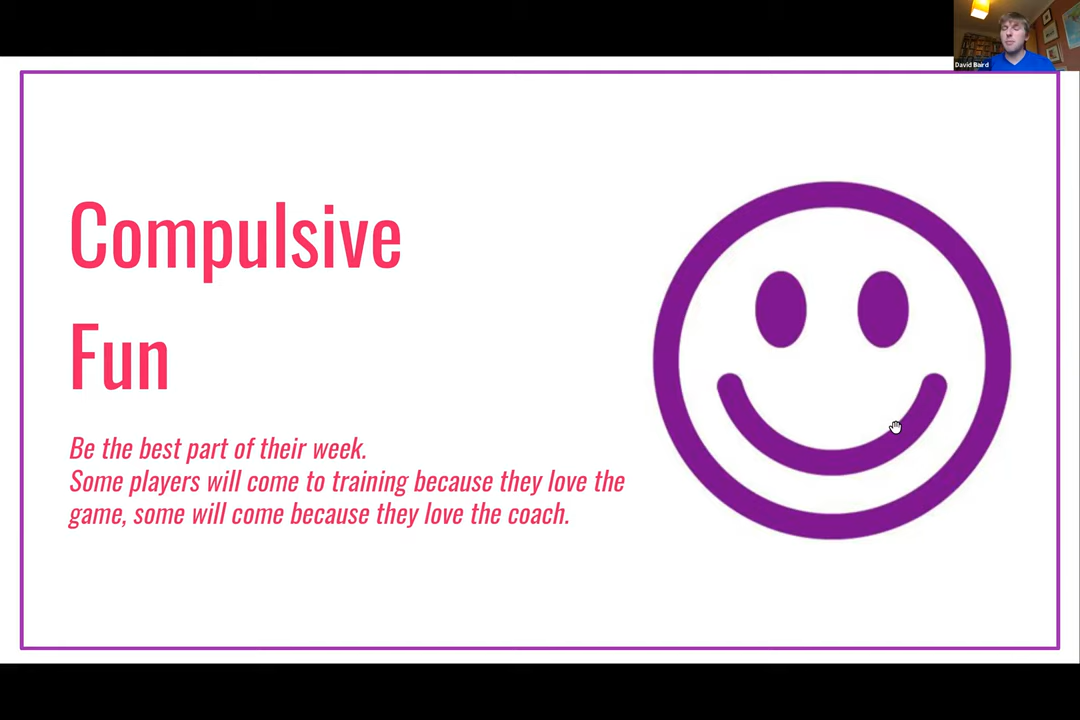 David Baird
Compulsive
Fun
Be the best part of their week.
Some players will come to training because they love the
game, some will come because they love the coach.